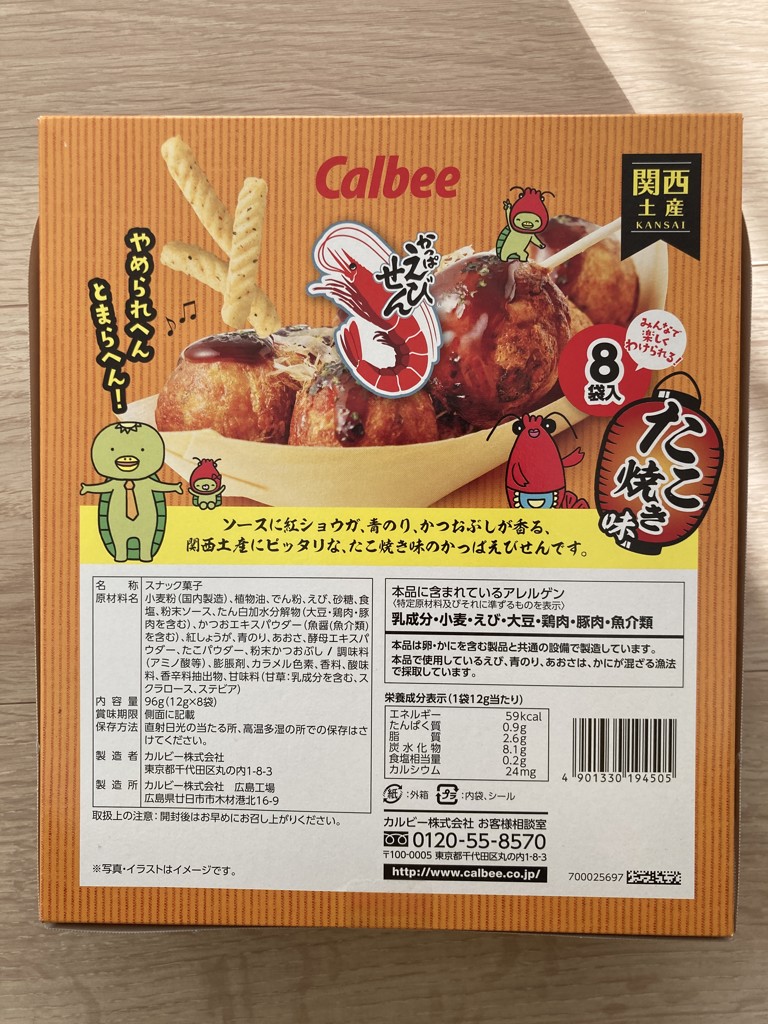 Calbee
関西
土産
KANSAI
かっぱ
えび
せん
やめられへん
とまらへん!
みんなで
楽しく
わけられる!
8
袋入
たこ
焼き
味
ソースに紅ショウガ、青のり、かつおぶしが香る、
関西土産にピッタリな、たこ焼き味のかっぱえびせんです。
名 称 スナック菓子
原材料名 小麦粉(国内製造)、植物油、でん粉、えび、砂糖、食
塩、粉末ソース、たん白加水分解物(大豆・鶏肉・豚
肉を含む)、かつおエキスパウダー(魚醤(魚介類)
を含む)、紅しょうが、青のり、あおさ、酵母エキスパ
ウダー、たこパウダー、粉末かつおぶし / 調味料
(アミノ酸等)、膨脹剤、カラメル色素、香料、酸味
料、香辛料抽出物、甘味料(甘草:乳成分を含む、ス
クラロース、ステビア)
内 容 量 96g(12g×8袋)
賞味期限 側面に記載
保存方法 直射日光の当たる所、高温多湿の所での保存はさ
けてください。
製 造 者 カルビー株式会社
東京都千代田区丸の内1-8-3
製 造 所 カルビー株式会社 広島工場
広島県廿日市市木材港北16-9
取扱上の注意:開封後はお早めにお召し上がりください。
※写真・イラストはイメージです。
本品に含まれているアレルゲン
〈特定原材料及びそれに準ずるものを表示〉
乳成分・小麦・えび・大豆・鶏肉・豚肉・魚介類
本品は卵・かにを含む製品と共通の設備で製造しています。
本品で使用しているえび、青のり、あおさは、かにが混ざる漁法
で採取しています。
栄養成分表示(1袋12g当たり)
エネルギー 59kcal
たんぱく質 0.9g
脂 質 2.6g
炭水化物 8.1g
食塩相当量 0.2g
カルシウム 24mg
4 901330 194505
紙:外箱 プラ:内袋、シール
カルビー株式会社 お客様相談室
0120-55-8570
〒100-0005 東京都千代田区丸の内1-8-3
http://www.calbee.co.jp/
700025697